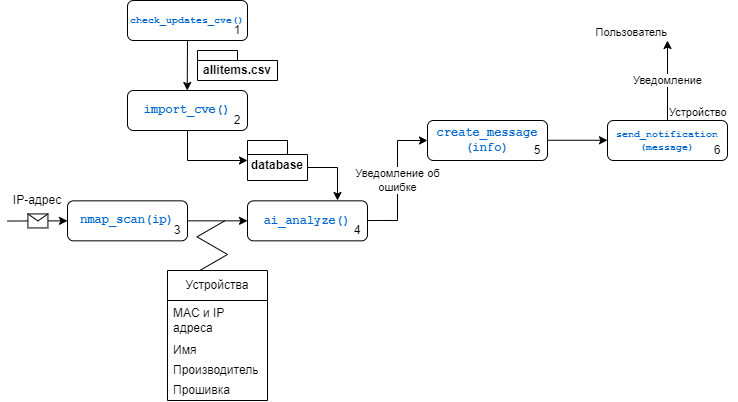 check_updates_cve()
1
allitems.csv
import_cve()
2
database
IP-адрес
nmap_scan(ip)
3
ai_analyze()
4
Устройства
МАС и IP
адреса
Имя
Производитель
Прошивка
Уведомление об
ошибке
create_message
(info)
5
Пользователь
Уведомление
Устройство
send_notification
(message)
6